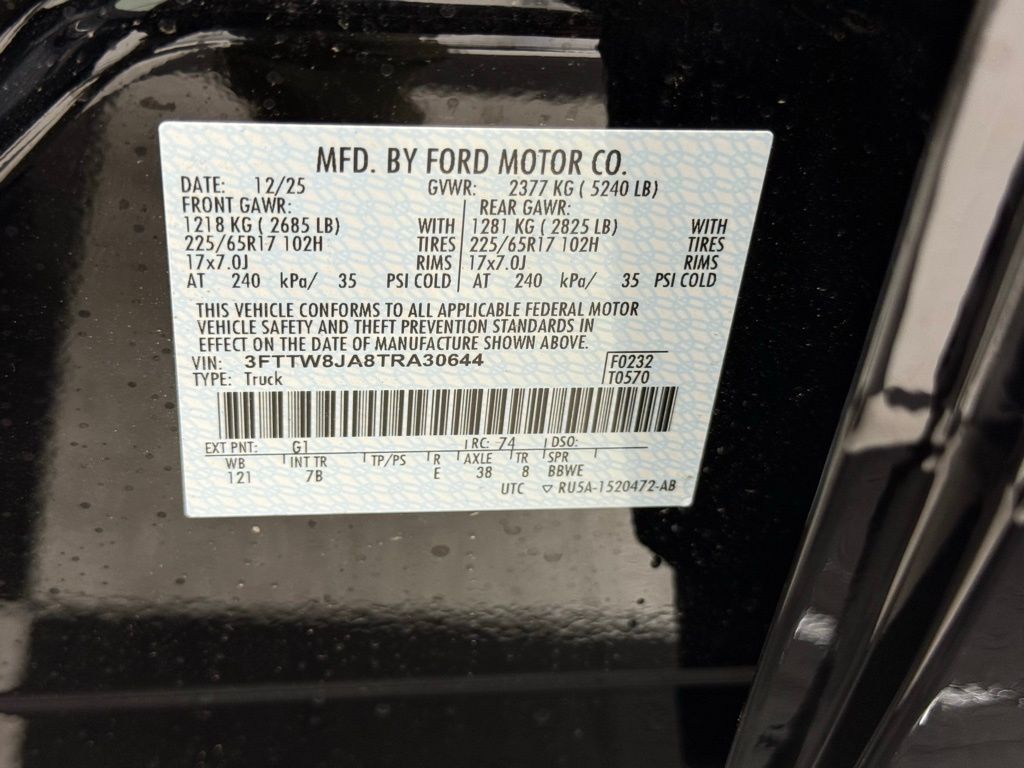 MFD. BY FORD MOTOR CO.
DATE: 12/25 GVWR: 2377 KG ( 5240 LB)
FRONT GAWR: REAR GAWR:
1218 KG ( 2685 LB) WITH 1281 KG ( 2825 LB) WITH
225/65R17 102H TIRES 225/65R17 102H TIRES
17x7.0J RIMS 17x7.0J RIMS
AT 240 kPa/ 35 PSI COLD AT 240 kPa/ 35 PSI COLD
THIS VEHICLE CONFORMS TO ALL APPLICABLE FEDERAL MOTOR
VEHICLE SAFETY AND THEFT PREVENTION STANDARDS IN
EFFECT ON THE DATE OF MANUFACTURE SHOWN ABOVE.
VIN: 3FTTW8JA8TRA30644 F0232
TYPE: Truck T0570
EXT PNT: G1 RC: 74 DSO:
WB INT TR TP/PS R AXLE TR SPR
121 7B E 38 8 BBWE
UTC ▽ RU5A-1520472-AB